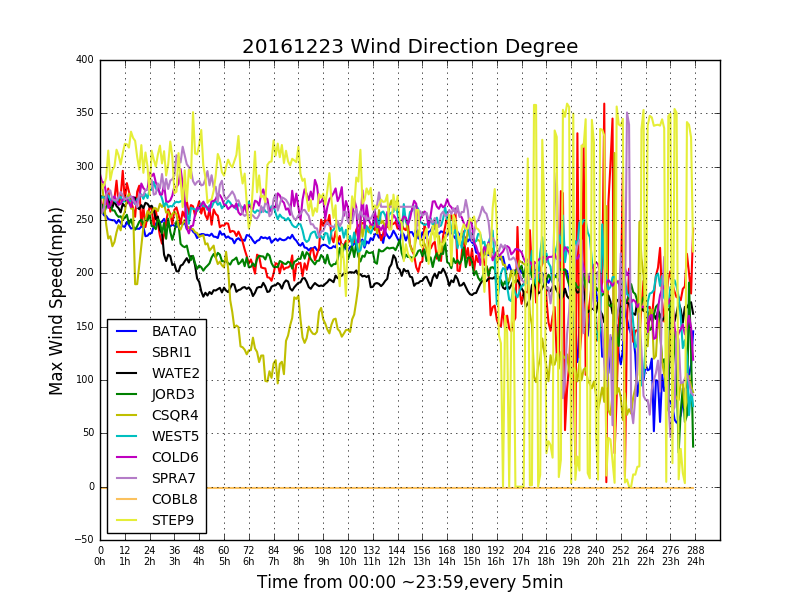 20161223 Wind Direction Degree
400
350
300
250
200
150
100
50
0
−50
Max Wind Speed(mph)
BATA0
SBRI1
WATE2
JORD3
CSQR4
WEST5
COLD6
SPRA7
COBL8
STEP9
0 12 24 36 48 60 72 84 96 108 120 132 144 156 168 180 192 204 216 228 240 252 264 276 288
0h 1h 2h 3h 4h 5h 6h 7h 8h 9h 10h 11h 12h 13h 14h 15h 16h 17h 18h 19h 20h 21h 22h 23h 24h
Time from 00:00 ~23:59,every 5min